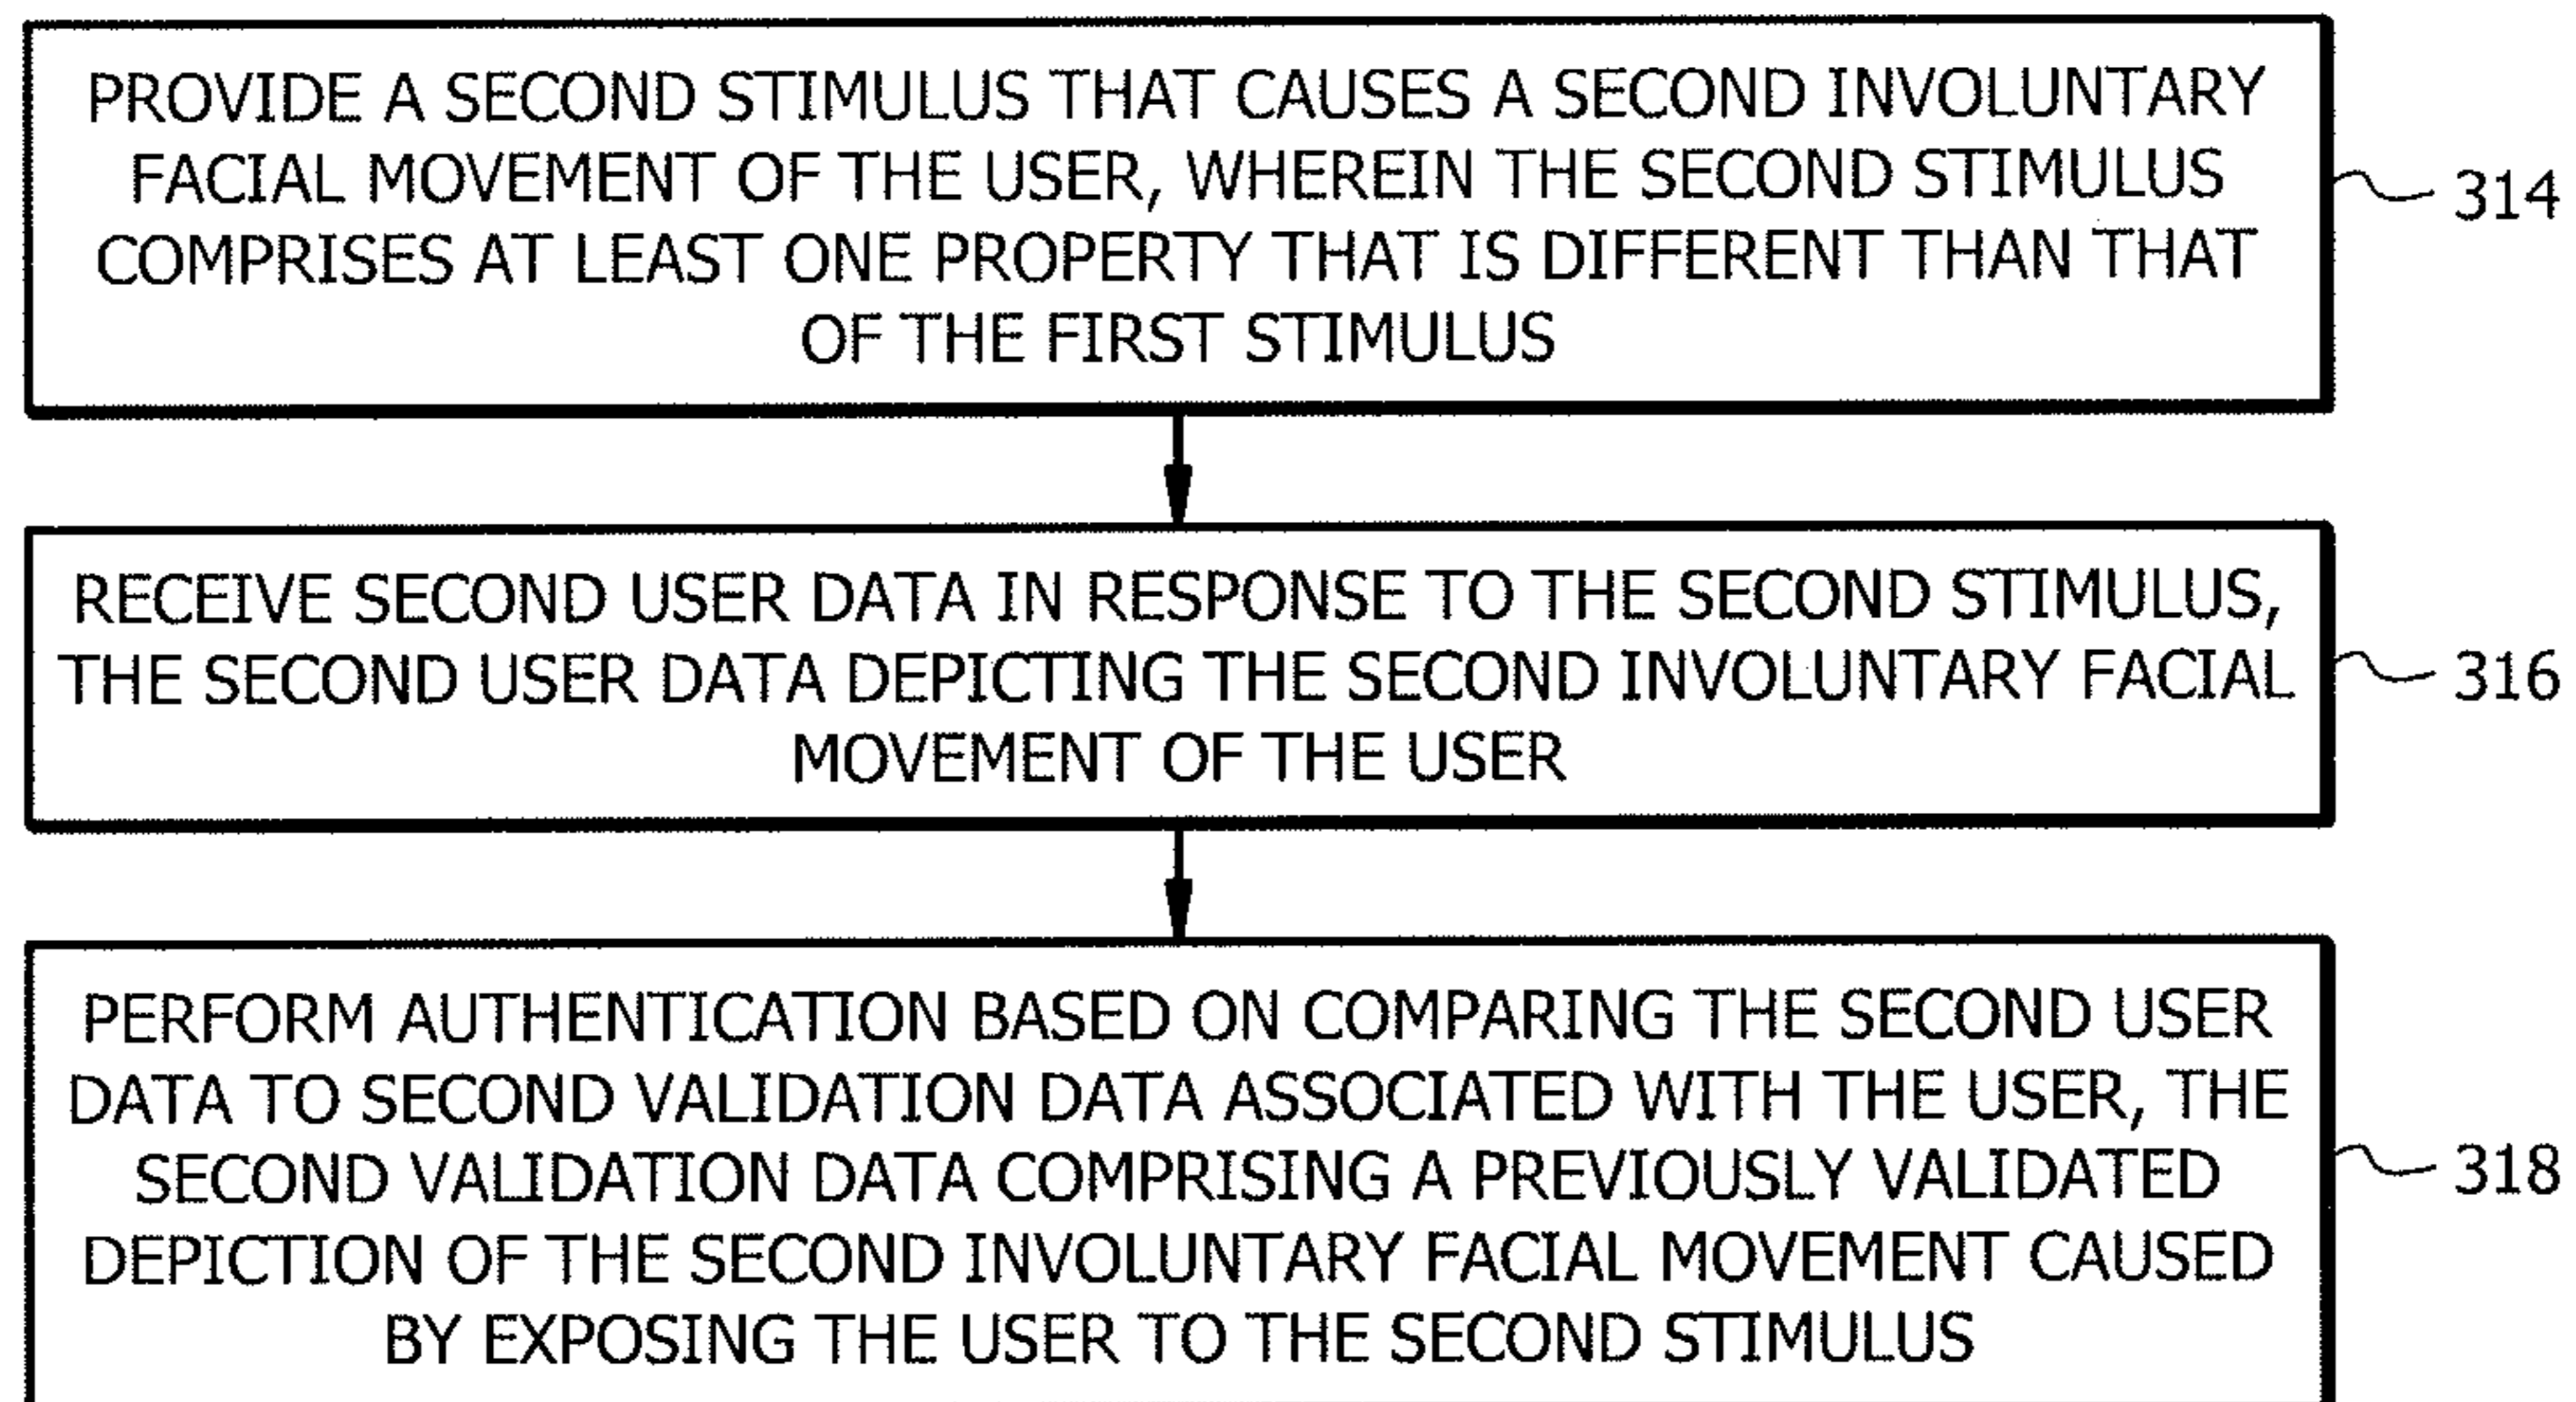 PROVIDE A SECOND STIMULUS THAT CAUSES A SECOND INVOLUNTARY
FACIAL MOVEMENT OF THE USER, WHEREIN THE SECOND STIMULUS
COMPRISES AT LEAST ONE PROPERTY THAT IS DIFFERENT THAN THAT
OF THE FIRST STIMULUS
314
RECEIVE SECOND USER DATA IN RESPONSE TO THE SECOND STIMULUS,
THE SECOND USER DATA DEPICTING THE SECOND INVOLUNTARY FACIAL
MOVEMENT OF THE USER
316
PERFORM AUTHENTICATION BASED ON COMPARING THE SECOND USER
DATA TO SECOND VALIDATION DATA ASSOCIATED WITH THE USER, THE
SECOND VALIDATION DATA COMPRISING A PREVIOUSLY VALIDATED
DEPICTION OF THE SECOND INVOLUNTARY FACIAL MOVEMENT CAUSED
BY EXPOSING THE USER TO THE SECOND STIMULUS
318